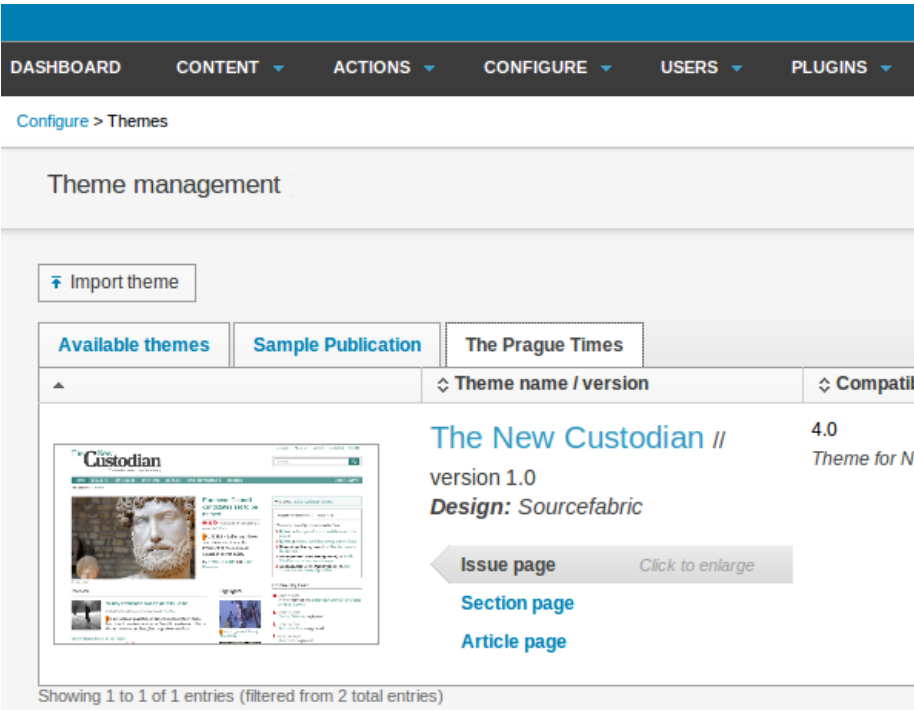 DASHBOARD CONTENT ACTIONS CONFIGURE USERS PLUGINS
Configure > Themes
Theme management
Import theme
Available themes Sample Publication The Prague Times
Theme name / version Compatib
The New Custodian //
version 1.0
Design: Sourcefabric
4.0
Theme for N
The New
Custodian
Issue page Click to enlarge
Section page
Article page
Showing 1 to 1 of 1 entries (filtered from 2 total entries)